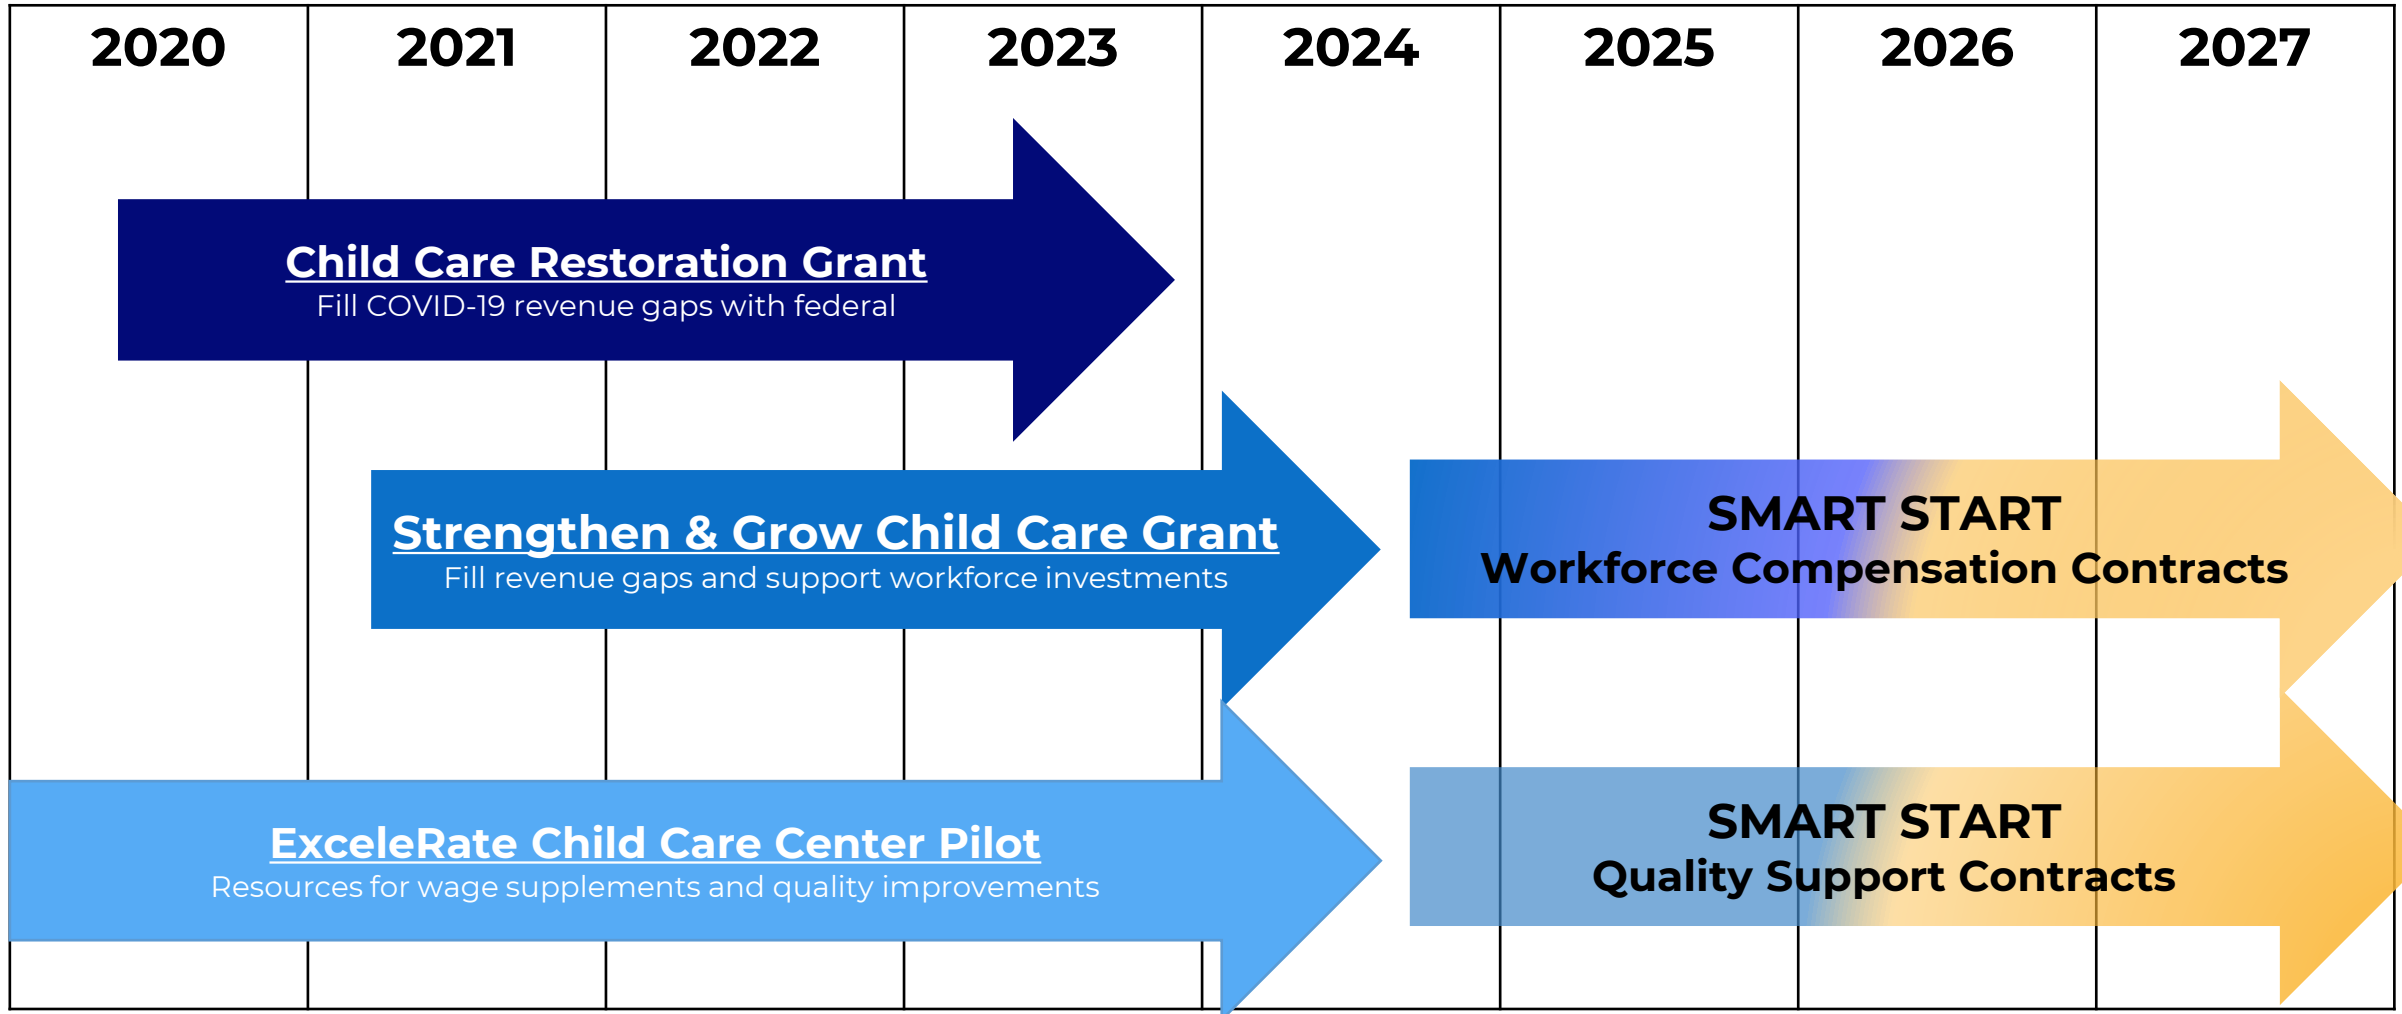 2020 2021 2022 2023 2024 2025 2026 2027
Child Care Restoration Grant
Fill COVID-19 revenue gaps with federal
Strengthen & Grow Child Care Grant
Fill revenue gaps and support workforce investments
SMART START
Workforce Compensation Contracts
ExceleRate Child Care Center Pilot
Resources for wage supplements and quality improvements
SMART START
Quality Support Contracts